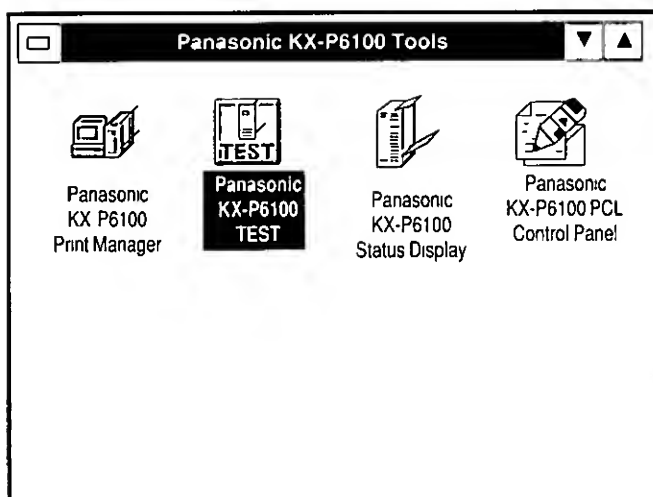 Panasonic KX-P6100 Tools
TEST
Panasonic
KX P6100
Print Manager
Panasonic
KX-P6100
TEST
Panasonic
KX-P6100
Status Display
Panasonic
KX-P6100 PCL
Control Panel